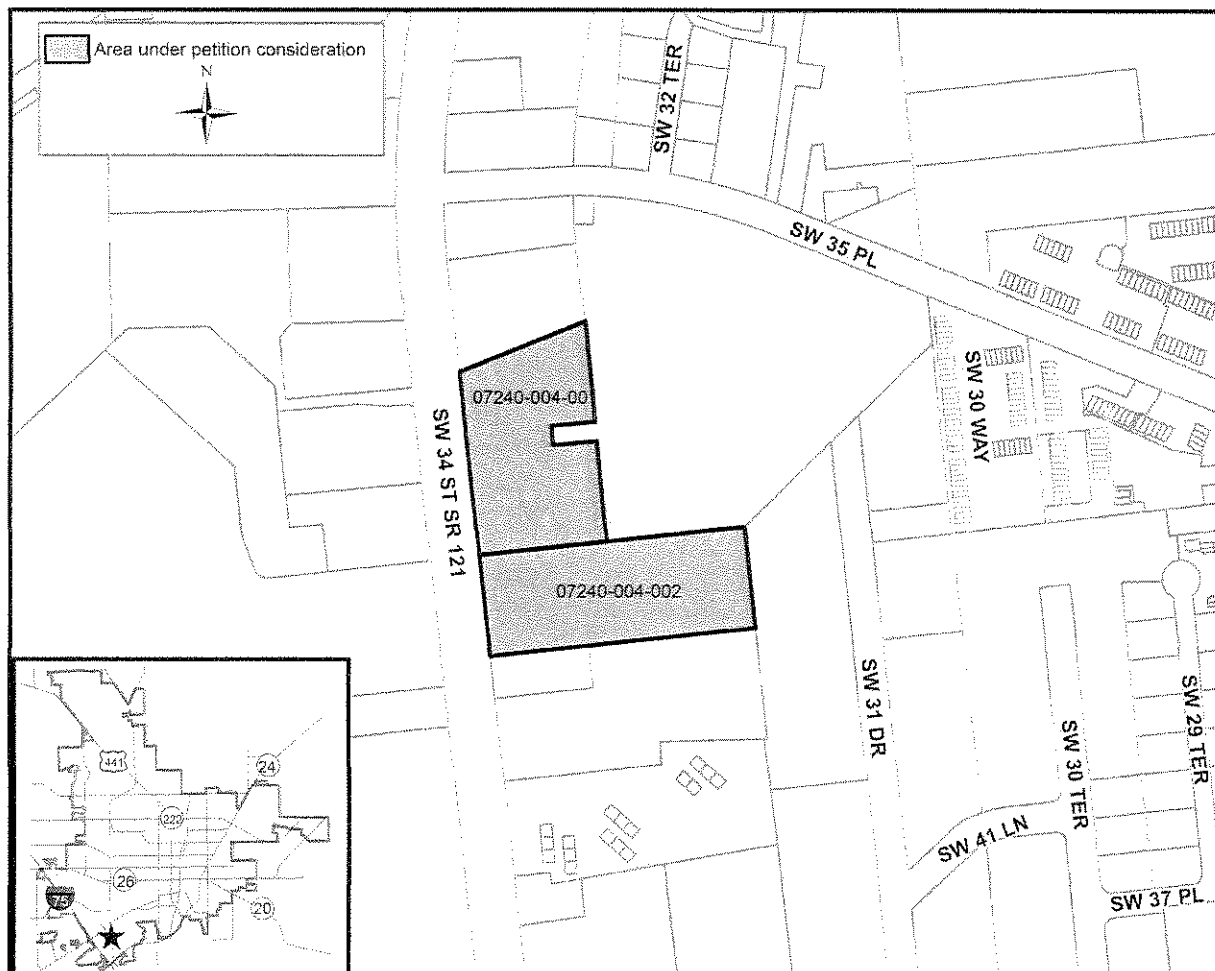 Area under petition consideration
N
SW 32 TER
SW 35 PL
07240-004-00
SW 34 ST SR 121
SW 30 WAY
07240-004-002
SW 31 DR
SW 30 TER
SW 29 TER
SW 41 LN
SW 37 PL
441
24
222
26
75
20